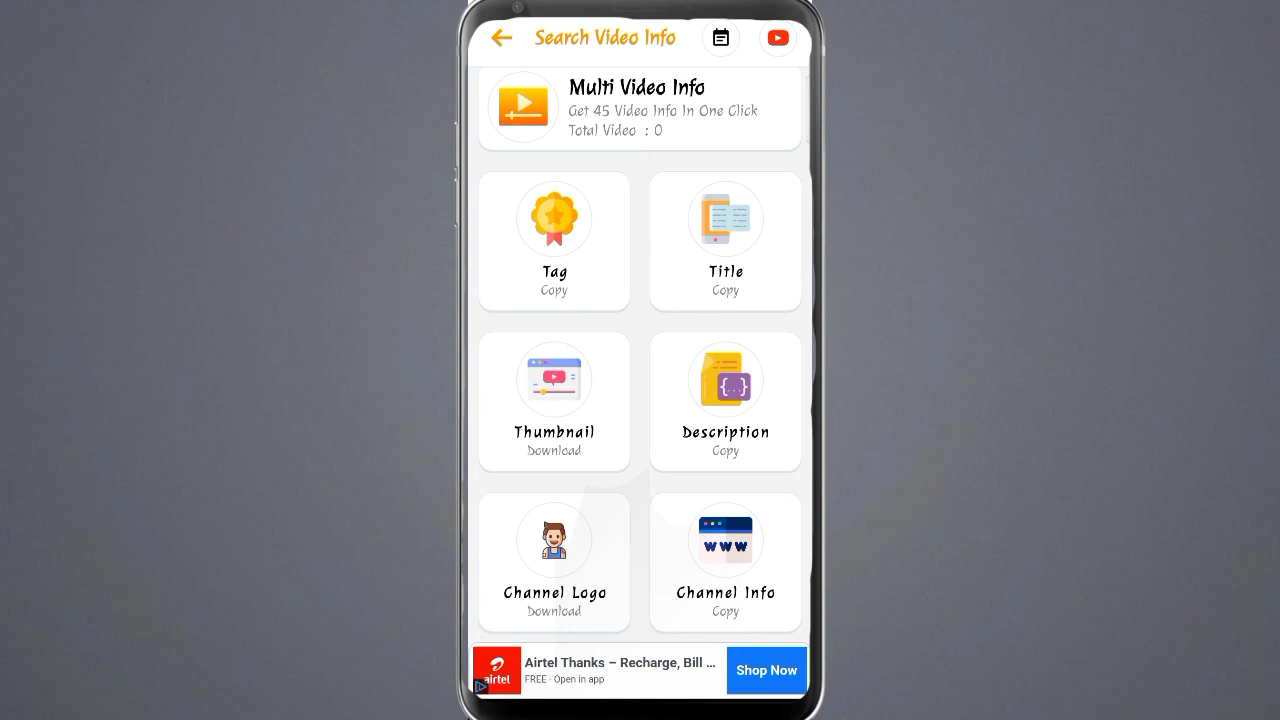 Search Video Info
Multi Video Info
Get 45 Video Info In One Click
Total Video : 0
Tag
Copy
Title
Copy
Thumbnail
Download
Description
Copy
{...}
Channel Logo
Download
WWW
Channel Info
Copy
airtel
Airtel Thanks – Recharge, Bill ...
FREE · Open in app
Shop Now